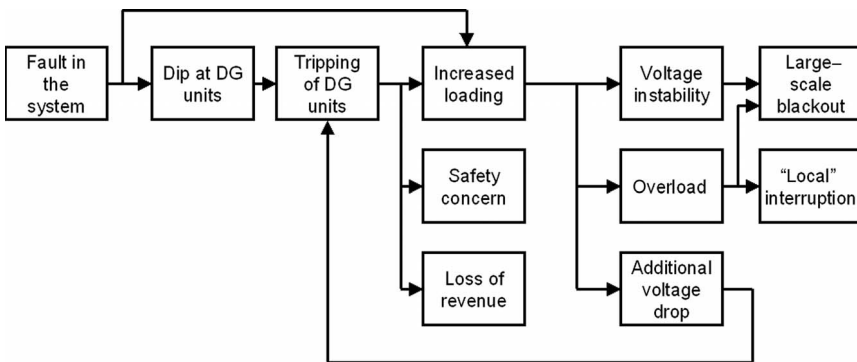 Fault in
the
system
Dip at DG
units
Tripping
of DG
units
Increased
loading
Voltage
instability
Large–
scale
blackout
Safety
concern
Overload
“Local”
interruption
Loss of
revenue
Additional
voltage
drop